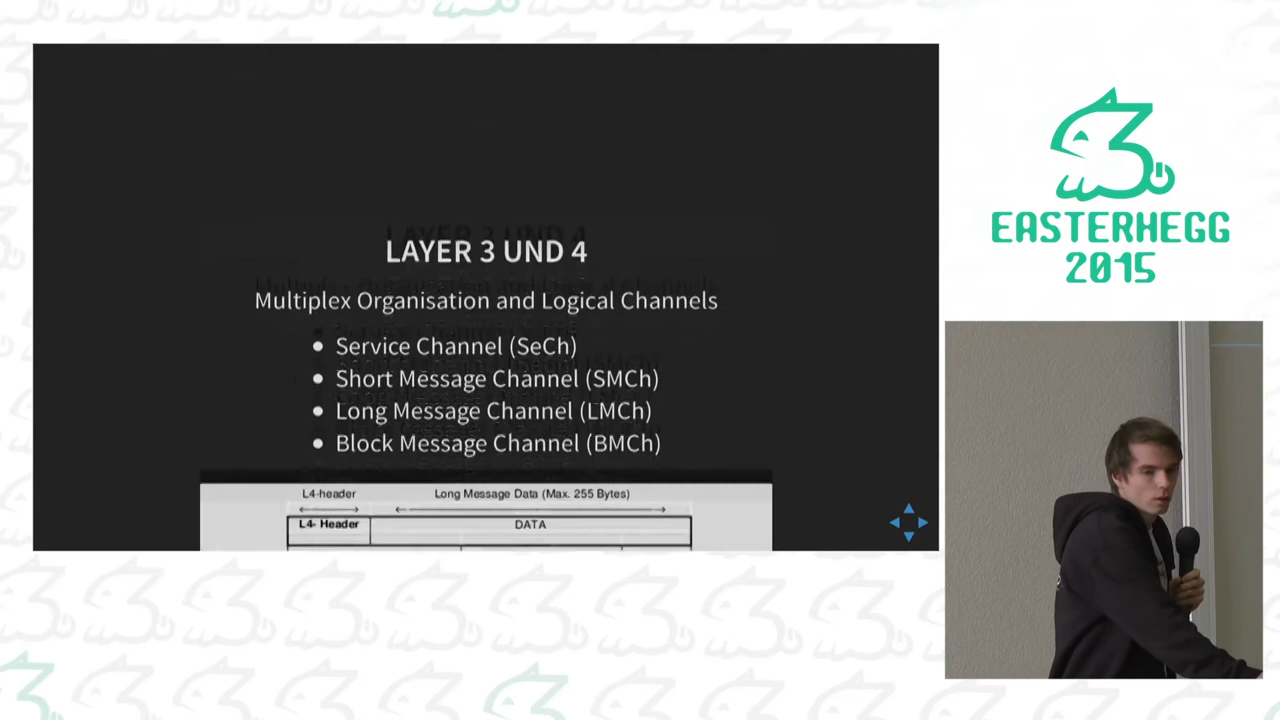 LAYER 3 UND 4
Multiplex Organisation and Logical Channels
Service Channel (SeCh)
Short Message Channel (SMCh)
Long Message Channel (LMCh)
Block Message Channel (BMCh)
L4-header
Long Message Data (Max. 255 Bytes)
L4- Header
DATA
EASTERHEGG
2015